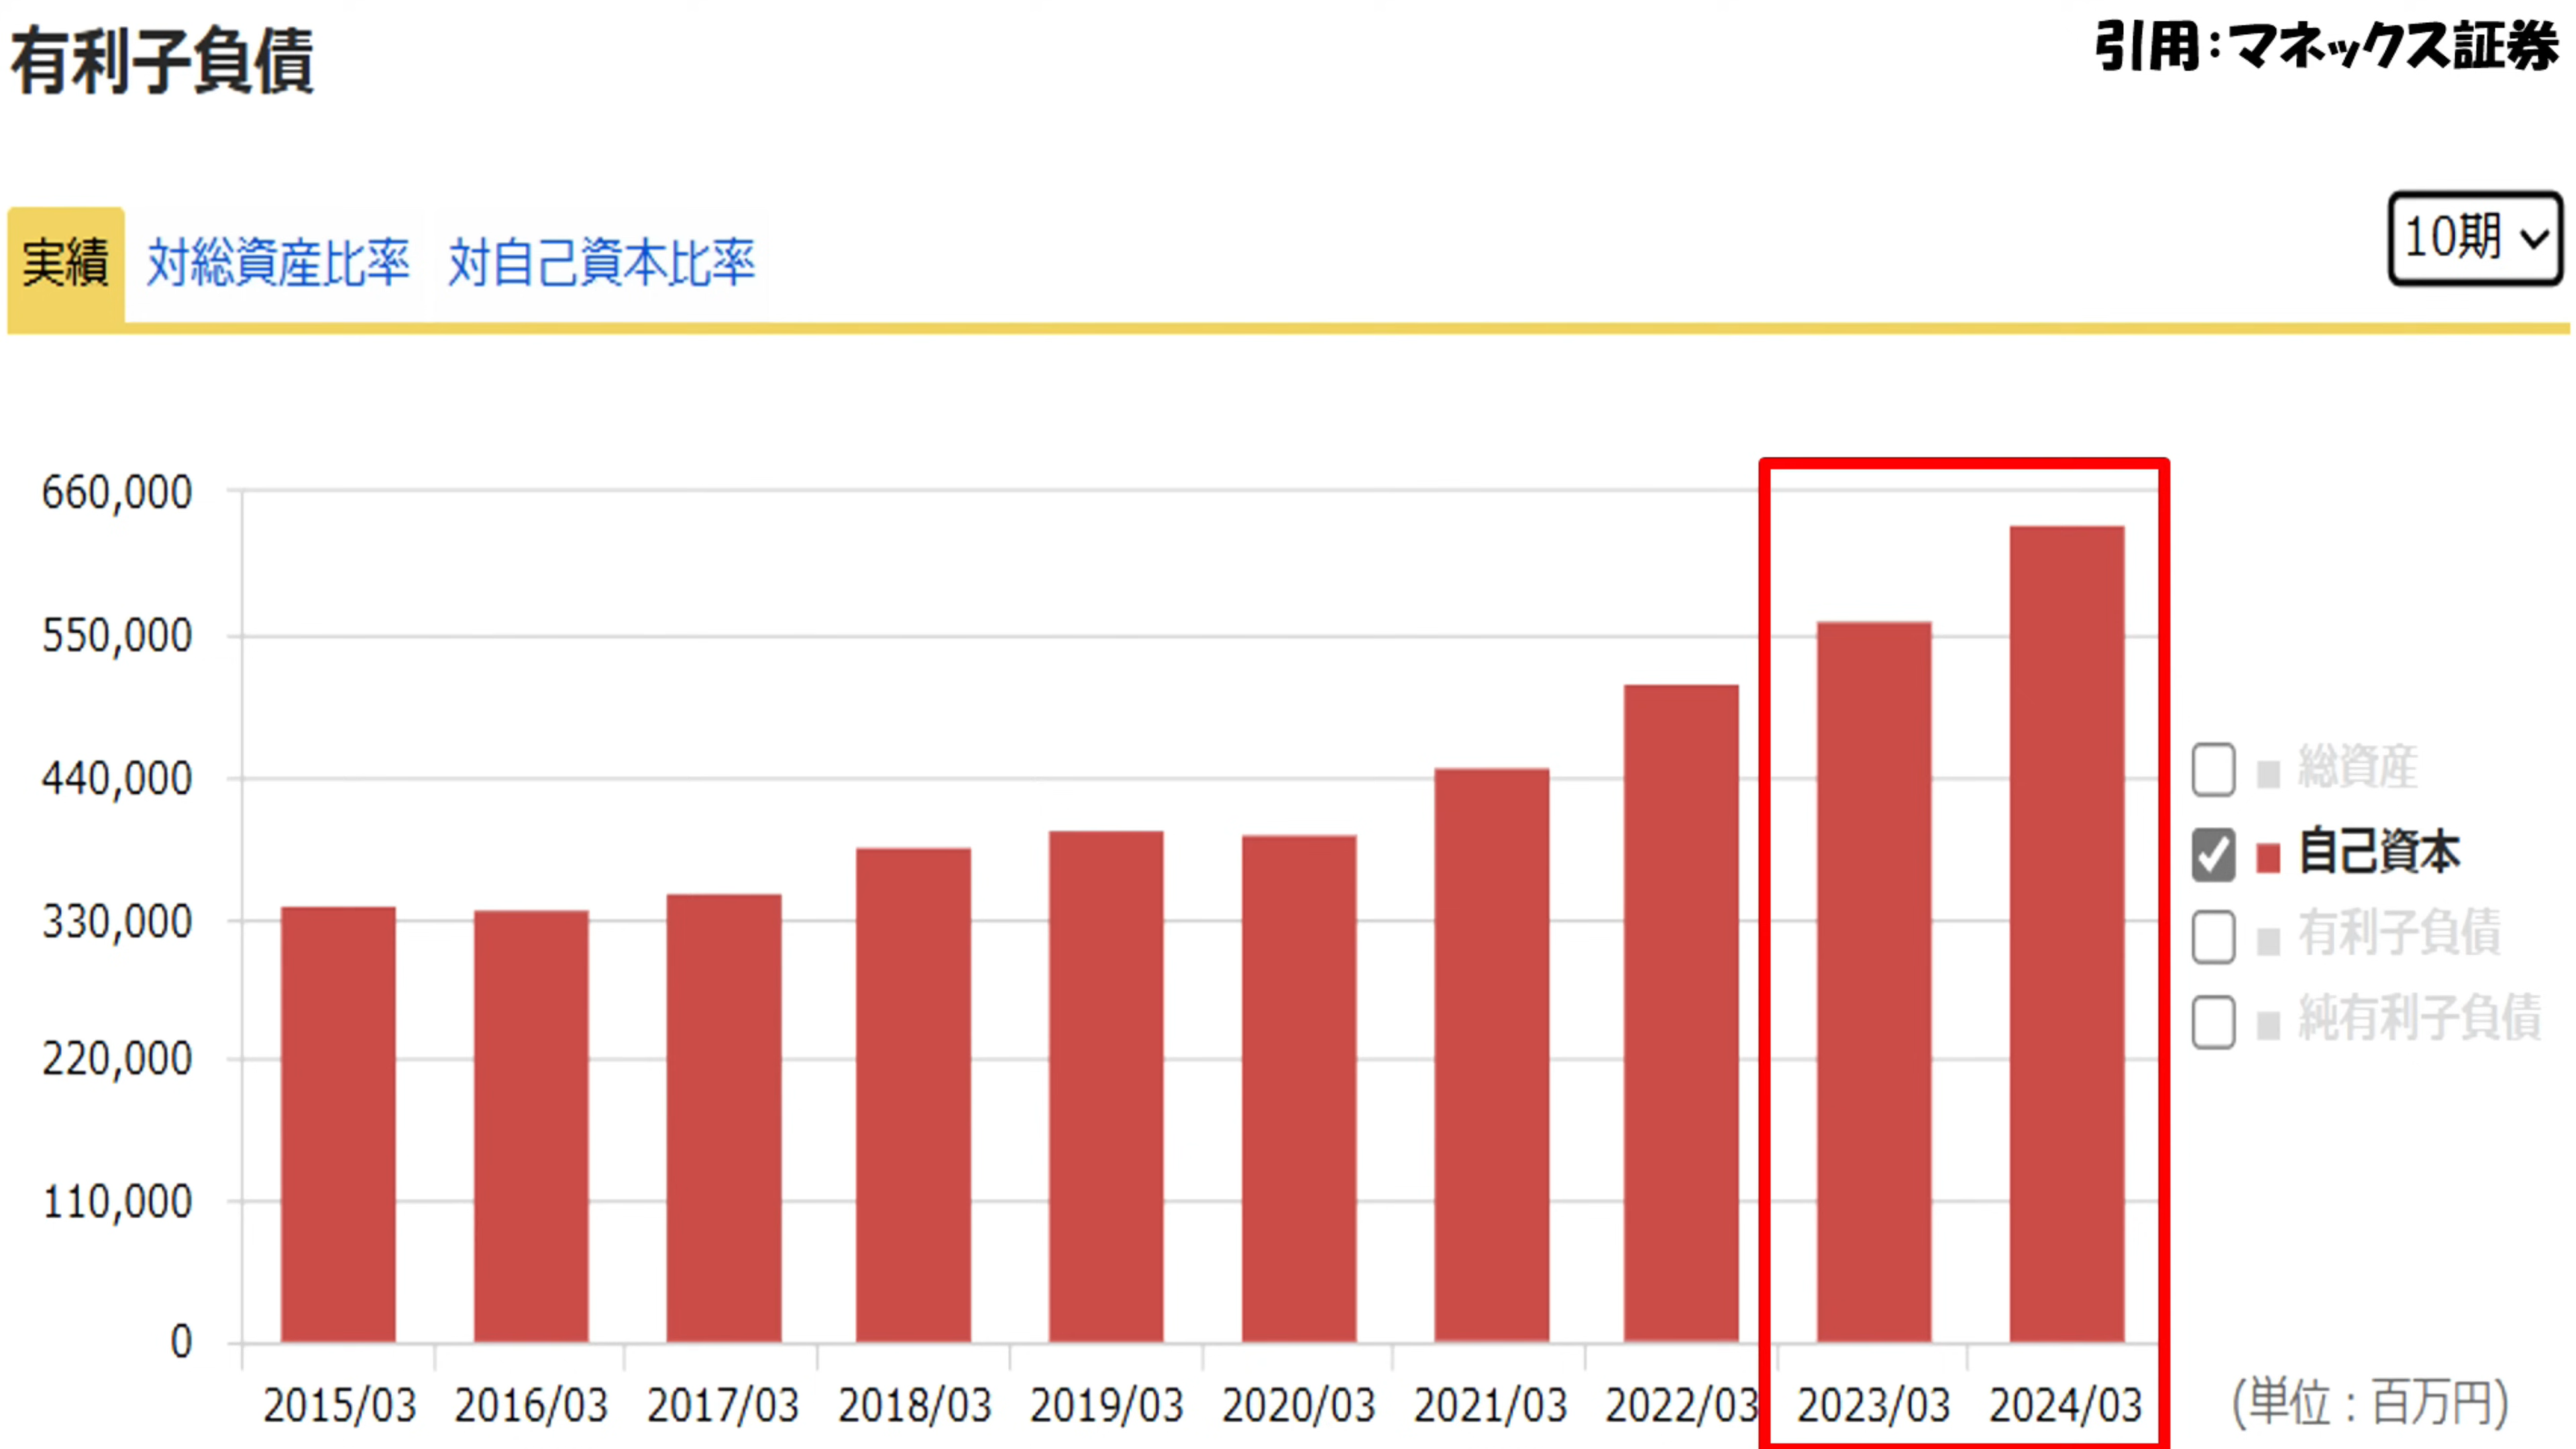 有利子負債
引用：マネックス証券
実績 対総資産比率 対自己資本比率
10期
660,000
550,000
440,000
330,000
220,000
110,000
0
2015/03 2016/03 2017/03 2018/03 2019/03 2020/03 2021/03 2022/03 2023/03 2024/03
総資産
自己資本
有利子負債
純有利子負債
(単位：百万円)